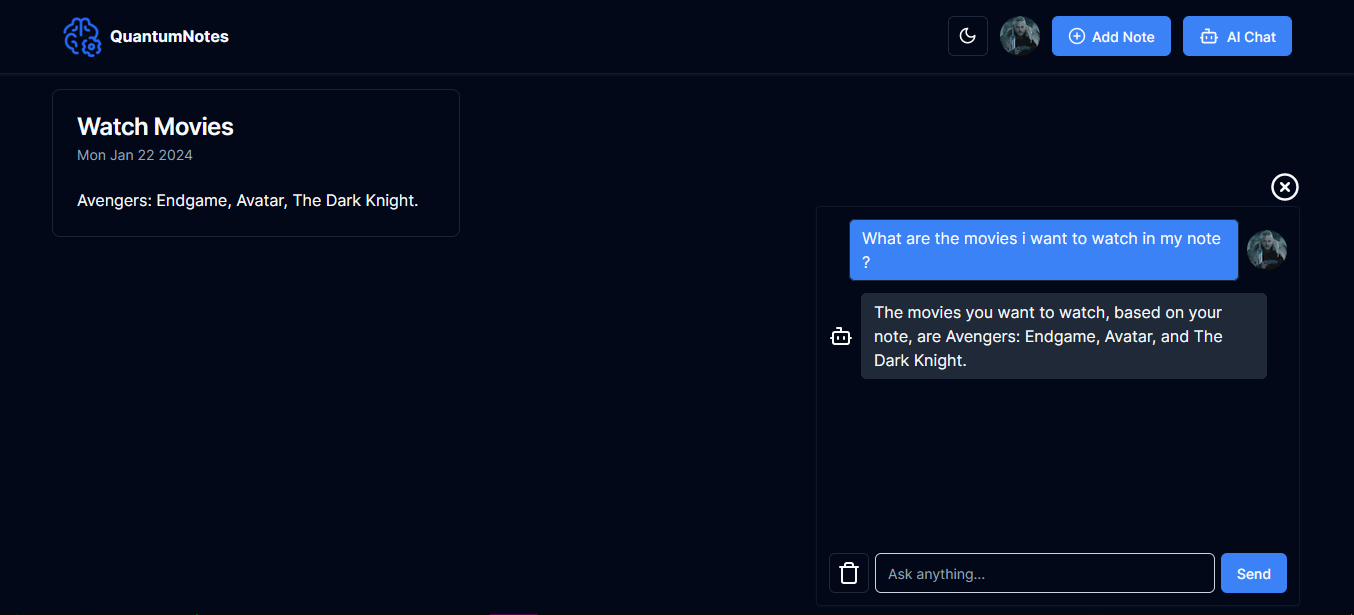 QuantumNotes
Add Note
AI Chat
Watch Movies
Mon Jan 22 2024
Avengers: Endgame, Avatar, The Dark Knight.
What are the movies i want to watch in my note
?
The movies you want to watch, based on your
note, are Avengers: Endgame, Avatar, and The
Dark Knight.
Ask anything...
Send